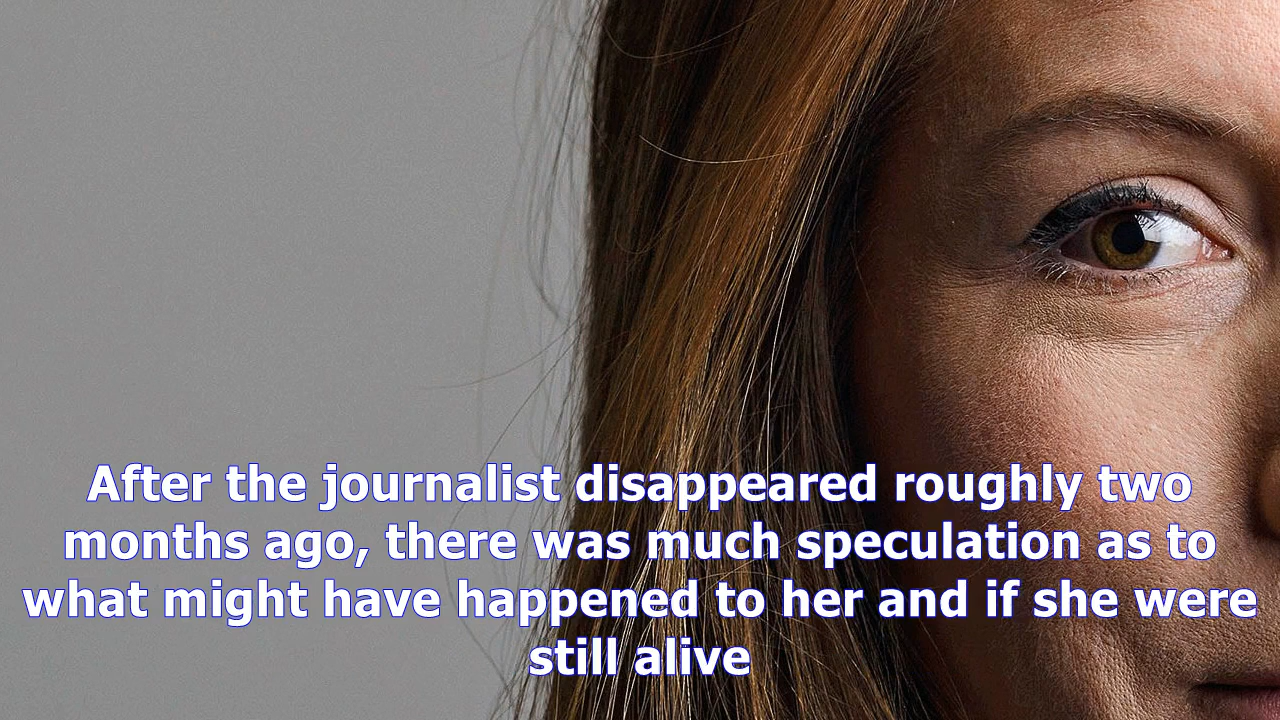 After the journalist disappeared roughly two
months ago, there was much speculation as to
what might have happened to her and if she were
still alive